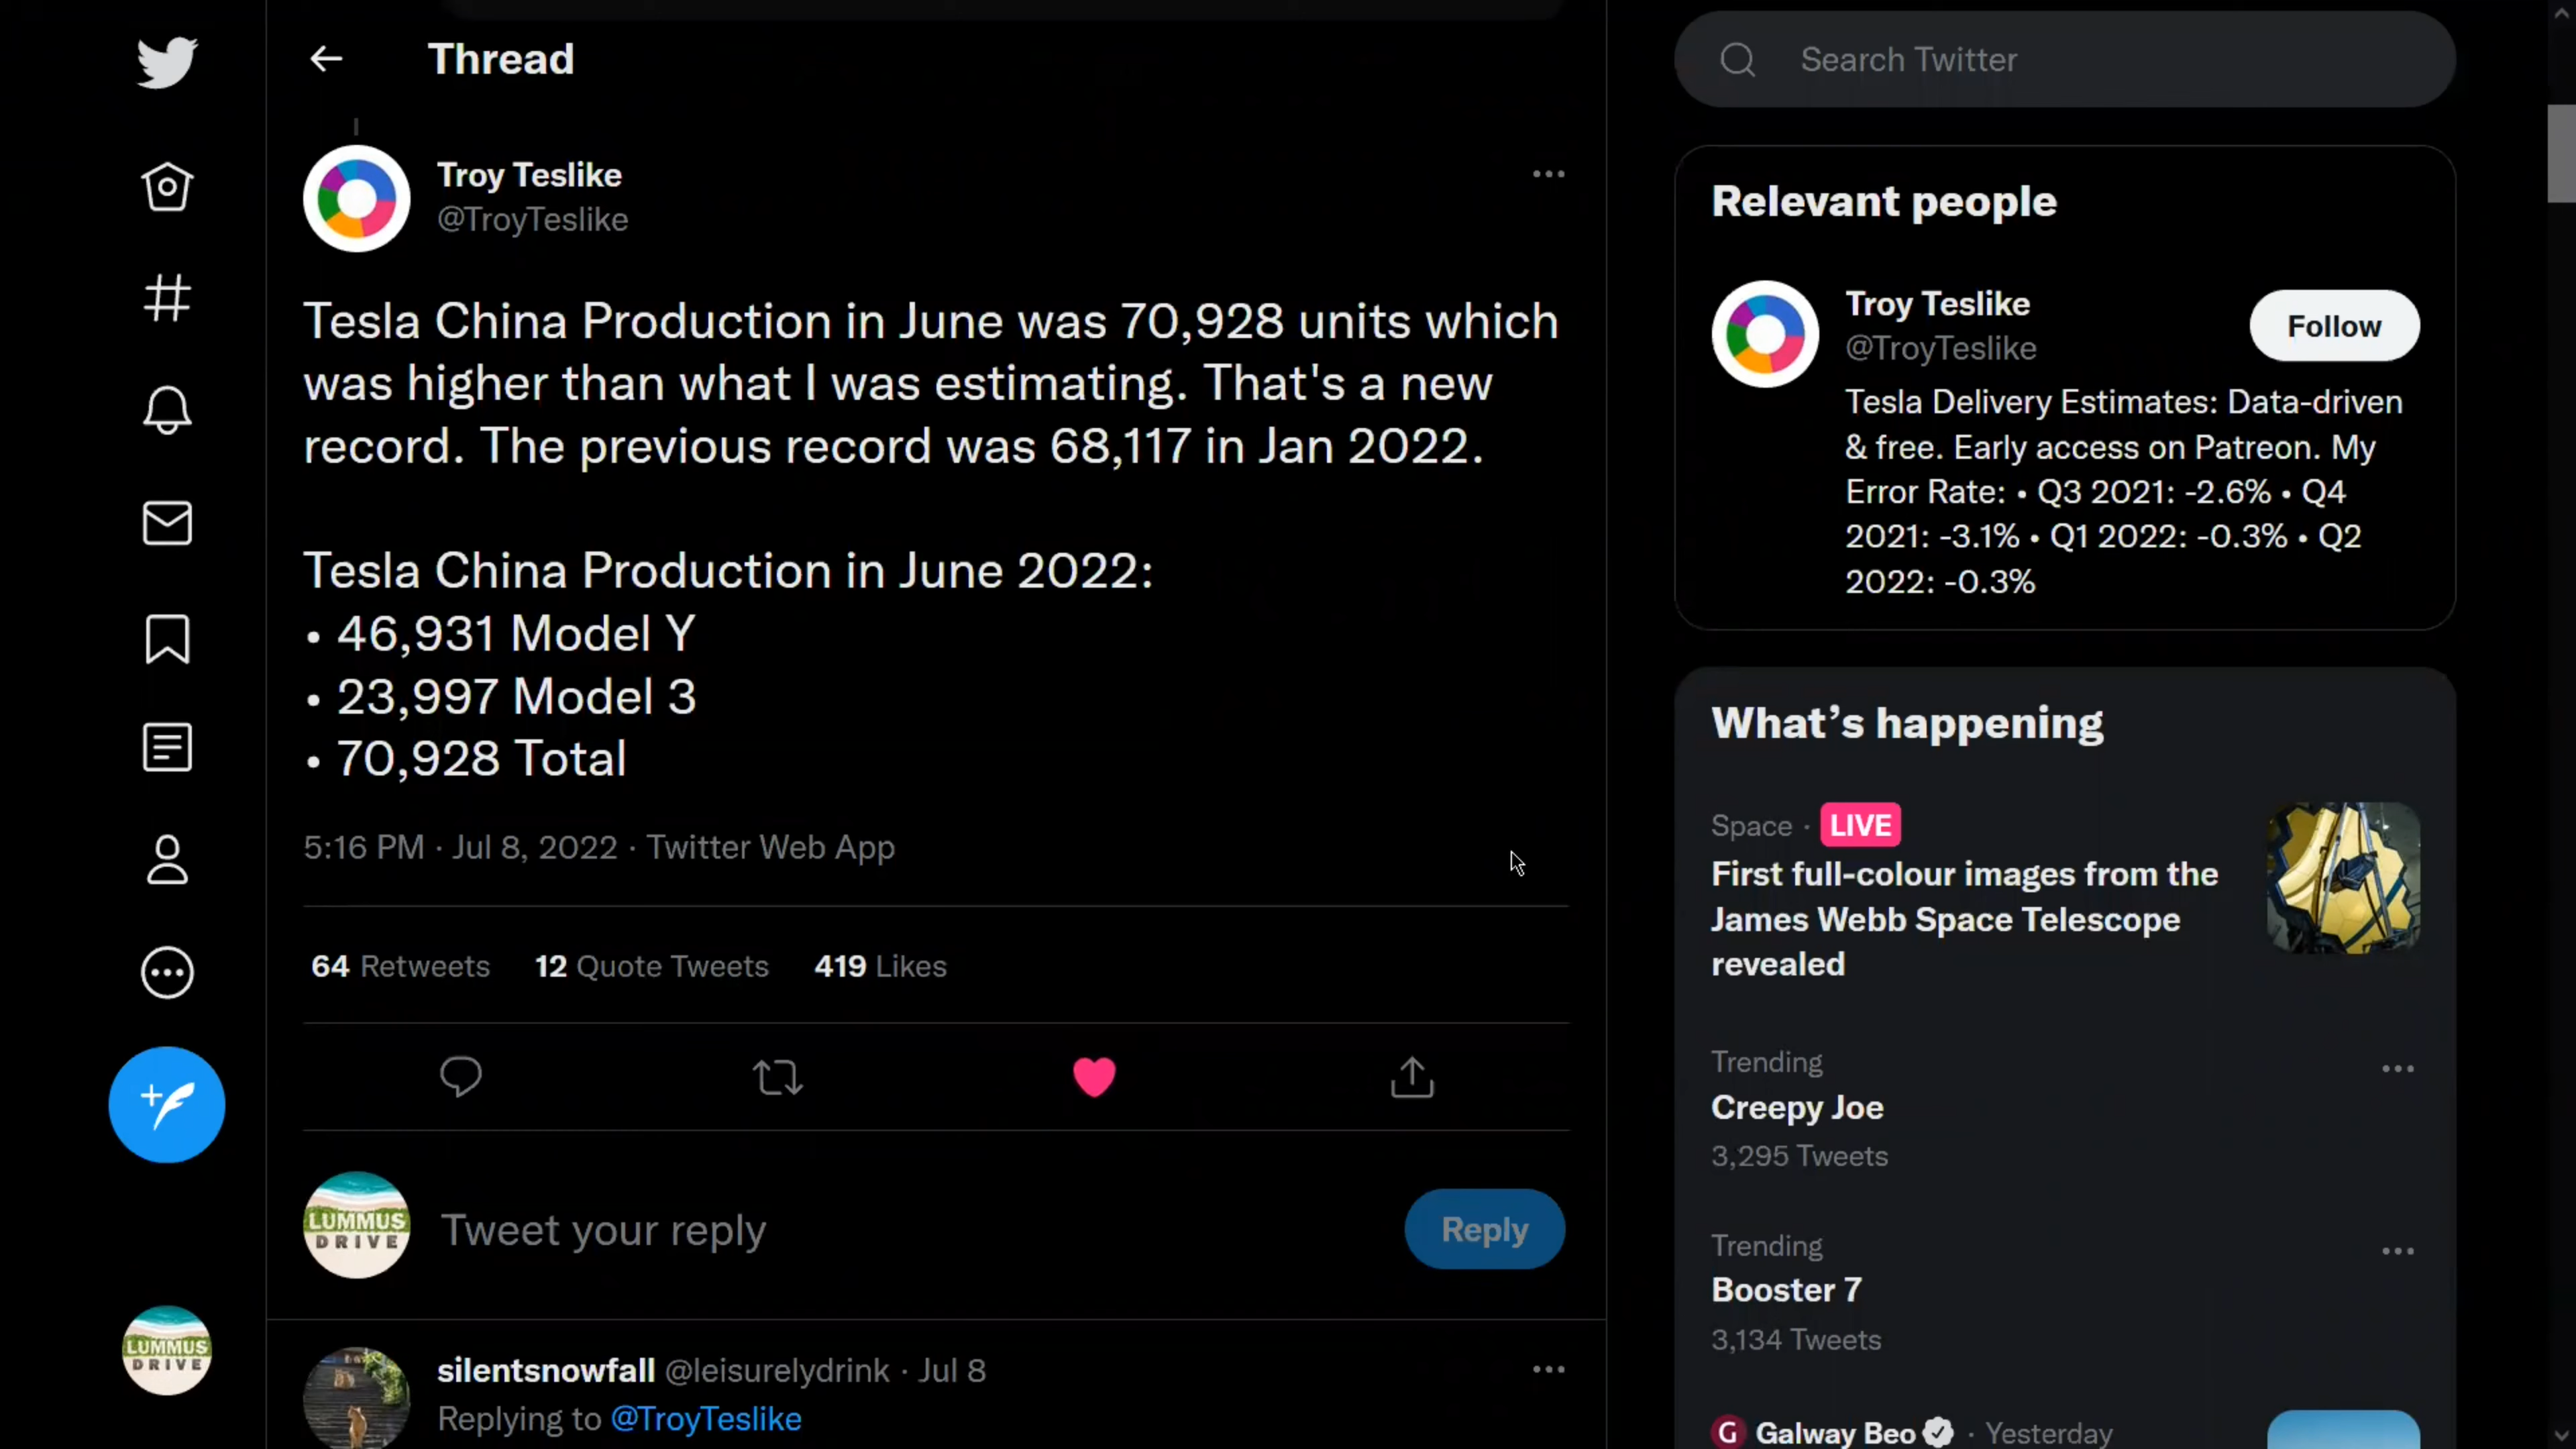 Thread
Troy Teslike
@TroyTeslike
Tesla China Production in June was 70,928 units which
was higher than what I was estimating. That's a new
record. The previous record was 68,117 in Jan 2022.
Tesla China Production in June 2022:
• 46,931 Model Y
• 23,997 Model 3
• 70,928 Total
5:16 PM · Jul 8, 2022 · Twitter Web App
64 Retweets 12 Quote Tweets 419 Likes
LUMMUS
DRIVE
Tweet your reply
Reply
LUMMUS
DRIVE
silentsnowfall @leisurelydrink · Jul 8
Replying to @TroyTeslike
Search Twitter
Relevant people
Troy Teslike
@TroyTeslike
Follow
Tesla Delivery Estimates: Data-driven
& free. Early access on Patreon. My
Error Rate: • Q3 2021: -2.6% • Q4
2021: -3.1% • Q1 2022: -0.3% • Q2
2022: -0.3%
What's happening
Space · LIVE
First full-colour images from the
James Webb Space Telescope
revealed
Trending
Creepy Joe
3,295 Tweets
Trending
Booster 7
3,134 Tweets
G Galway Beo · Yesterday